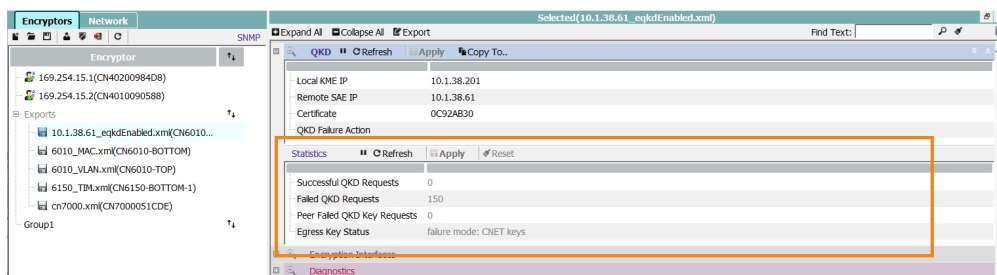 Encryptors Network
SNMP
Encryptor
169.254.15.1(CN40200984D8)
169.254.15.2(CN4010090588)
Exports
10.1.38.61_eqkdEnabled.xml(CN6010...
6010_MAC.xml(CN6010-BOTTOM)
6010_VLAN.xml(CN6010-TOP)
6150_TIM.xml(CN6150-BOTTOM-1)
cn7000.xml(CN7000051CDE)
Group1
Selected(10.1.38.61_eqkdEnabled.xml)
Expand All Collapse All Export Find Text:
QKD Refresh Apply Copy To..
Local KME IP 10.1.38.201
Remote SAE IP 10.1.38.61
Certificate 0C92AB30
QKD Failure Action
Statistics Refresh Apply Reset
Successful QKD Requests 0
Failed QKD Requests 150
Peer Failed QKD Key Requests 0
Egress Key Status failure mode: CNET keys
Encryption Interfaces
Diagnostics